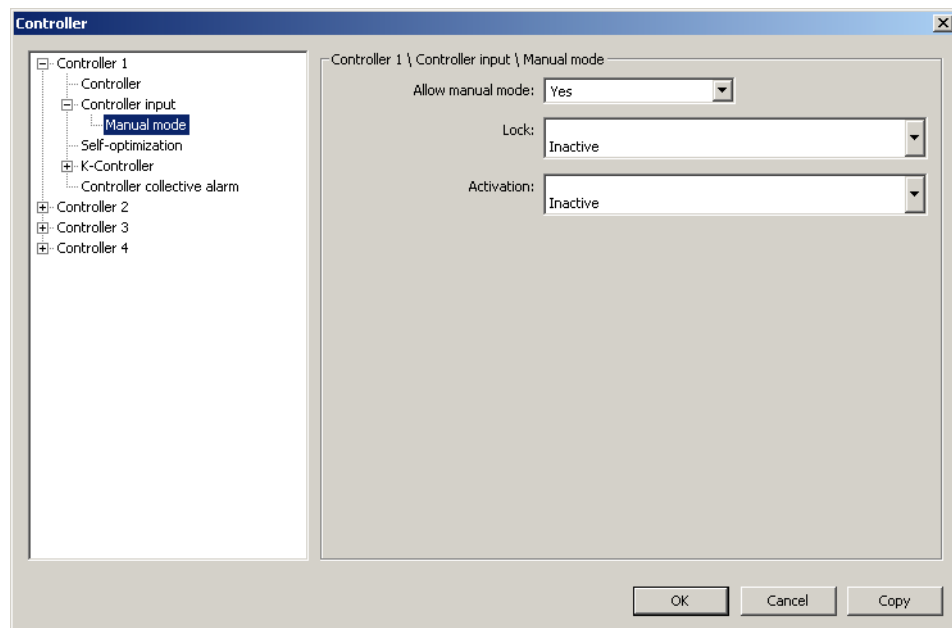 Controller
Controller 1
Controller
Controller input
Manual mode
Self-optimization
K-Controller
Controller collective alarm
Controller 2
Controller 3
Controller 4
Controller 1 \ Controller input \ Manual mode
Allow manual mode: Yes
Lock:
Inactive
Activation:
Inactive
OK Cancel Copy